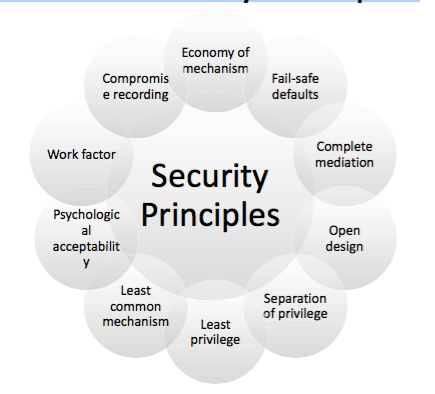 Economy of
mechanism
Fail-safe
defaults
Complete
mediation
Open
design
Separation
of privilege
Least
privilege
Least
common
mechanism
Psychologic
al
acceptabilit
y
Work factor
Compromis
e recording
Security
Principles